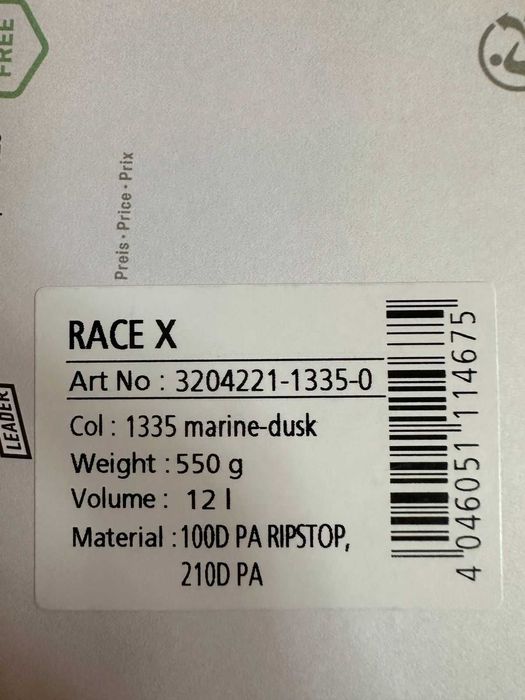 FREE
Preis · Price · Prix
LEADER
RACE X
Art No : 3204221-1335-0
Col : 1335 marine-dusk
Weight : 550 g
Volume : 12 l
Material : 100D PA RIPSTOP,
210D PA
4 046051 114675